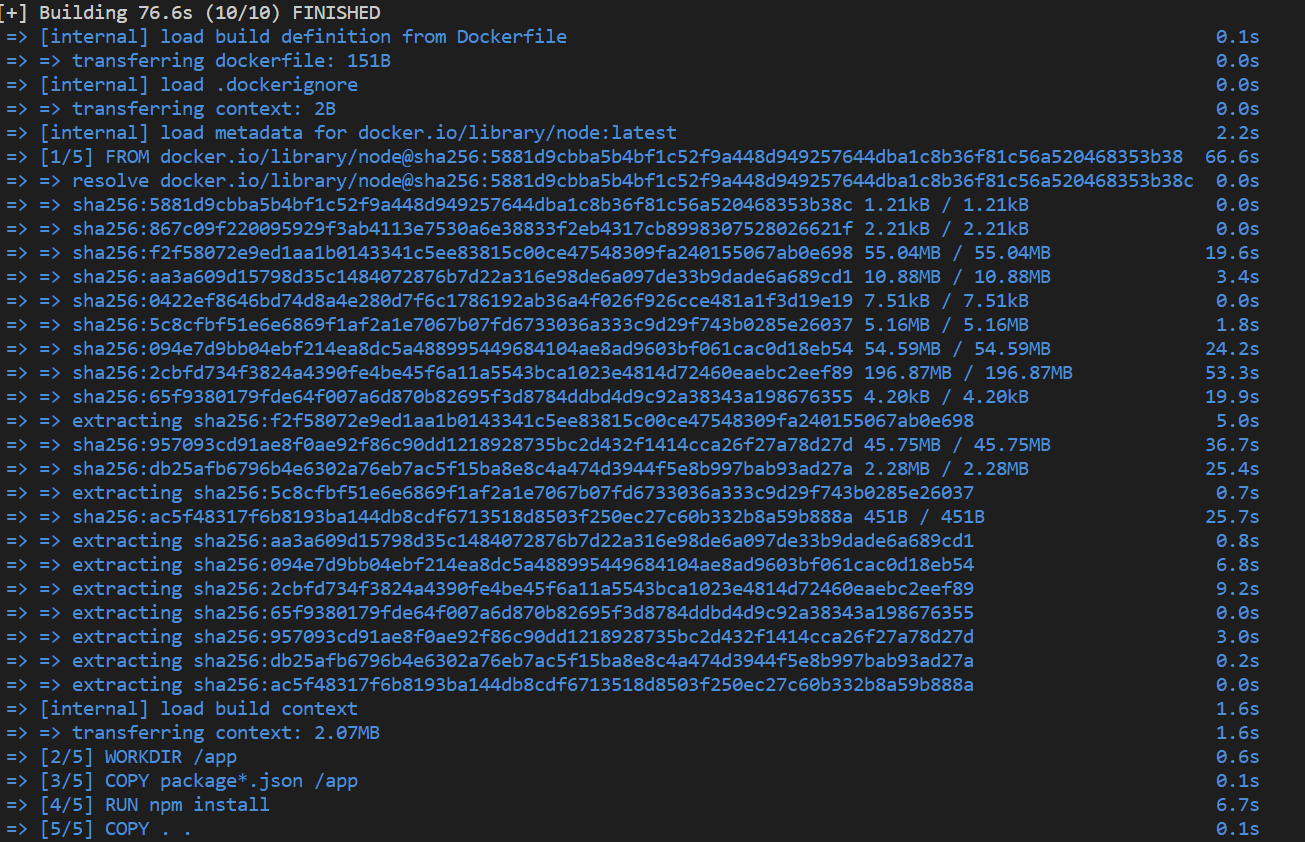 [+] Building 76.6s (10/10) FINISHED
=> [internal] load build definition from Dockerfile 0.1s
=> => transferring dockerfile: 151B 0.0s
=> [internal] load .dockerignore 0.0s
=> => transferring context: 2B 0.0s
=> [internal] load metadata for docker.io/library/node:latest 2.2s
=> [1/5] FROM docker.io/library/node@sha256:5881d9cbba5b4bf1c52f9a448d949257644dba1c8b36f81c56a520468353b38 66.6s
=> => resolve docker.io/library/node@sha256:5881d9cbba5b4bf1c52f9a448d949257644dba1c8b36f81c56a520468353b38c 0.0s
=> => sha256:5881d9cbba5b4bf1c52f9a448d949257644dba1c8b36f81c56a520468353b38c 1.21kB / 1.21kB 0.0s
=> => sha256:867c09f220095929f3ab4113e7530a6e38833f2eb4317cb8998307528026621f 2.21kB / 2.21kB 0.0s
=> => sha256:f2f58072e9ed1aa1b0143341c5ee83815c00ce47548309fa240155067ab0e698 55.04MB / 55.04MB 19.6s
=> => sha256:aa3a609d15798d35c1484072876b7d22a316e98de6a097de33b9dade6a689cd1 10.88MB / 10.88MB 3.4s
=> => sha256:0422ef8646bd74d8a4e280d7f6c1786192ab36a4f026f926cce481a1f3d19e19 7.51kB / 7.51kB 0.0s
=> => sha256:5c8cfbf51e6e6869f1af2a1e7067b07fd6733036a333c9d29f743b0285e26037 5.16MB / 5.16MB 1.8s
=> => sha256:094e7d9bb04ebf214ea8dc5a488995449684104ae8ad9603bf061cac0d18eb54 54.59MB / 54.59MB 24.2s
=> => sha256:2cbfd734f3824a4390fe4be45f6a11a5543bca1023e4814d72460eaebc2eef89 196.87MB / 196.87MB 53.3s
=> => sha256:65f9380179fde64f007a6d870b82695f3d8784ddbd4d9c92a38343a198676355 4.20kB / 4.20kB 19.9s
=> => extracting sha256:f2f58072e9ed1aa1b0143341c5ee83815c00ce47548309fa240155067ab0e698 5.0s
=> => sha256:957093cd91ae8f0ae92f86c90dd1218928735bc2d432f1414cca26f27a78d27d 45.75MB / 45.75MB 36.7s
=> => sha256:db25afb6796b4e6302a76eb7ac5f15ba8e8c4a474d3944f5e8b997bab93ad27a 2.28MB / 2.28MB 25.4s
=> => extracting sha256:5c8cfbf51e6e6869f1af2a1e7067b07fd6733036a333c9d29f743b0285e26037 0.7s
=> => sha256:ac5f48317f6b8193ba144db8cdf6713518d8503f250ec27c60b332b8a59b888a 451B / 451B 25.7s
=> => extracting sha256:aa3a609d15798d35c1484072876b7d22a316e98de6a097de33b9dade6a689cd1 0.8s
=> => extracting sha256:094e7d9bb04ebf214ea8dc5a488995449684104ae8ad9603bf061cac0d18eb54 6.8s
=> => extracting sha256:2cbfd734f3824a4390fe4be45f6a11a5543bca1023e4814d72460eaebc2eef89 9.2s
=> => extracting sha256:65f9380179fde64f007a6d870b82695f3d8784ddbd4d9c92a38343a198676355 0.0s
=> => extracting sha256:957093cd91ae8f0ae92f86c90dd1218928735bc2d432f1414cca26f27a78d27d 3.0s
=> => extracting sha256:db25afb6796b4e6302a76eb7ac5f15ba8e8c4a474d3944f5e8b997bab93ad27a 0.2s
=> => extracting sha256:ac5f48317f6b8193ba144db8cdf6713518d8503f250ec27c60b332b8a59b888a 0.0s
=> [internal] load build context 1.6s
=> => transferring context: 2.07MB 1.6s
=> [2/5] WORKDIR /app 0.6s
=> [3/5] COPY package*.json /app 0.1s
=> [4/5] RUN npm install 6.7s
=> [5/5] COPY . . 0.1s